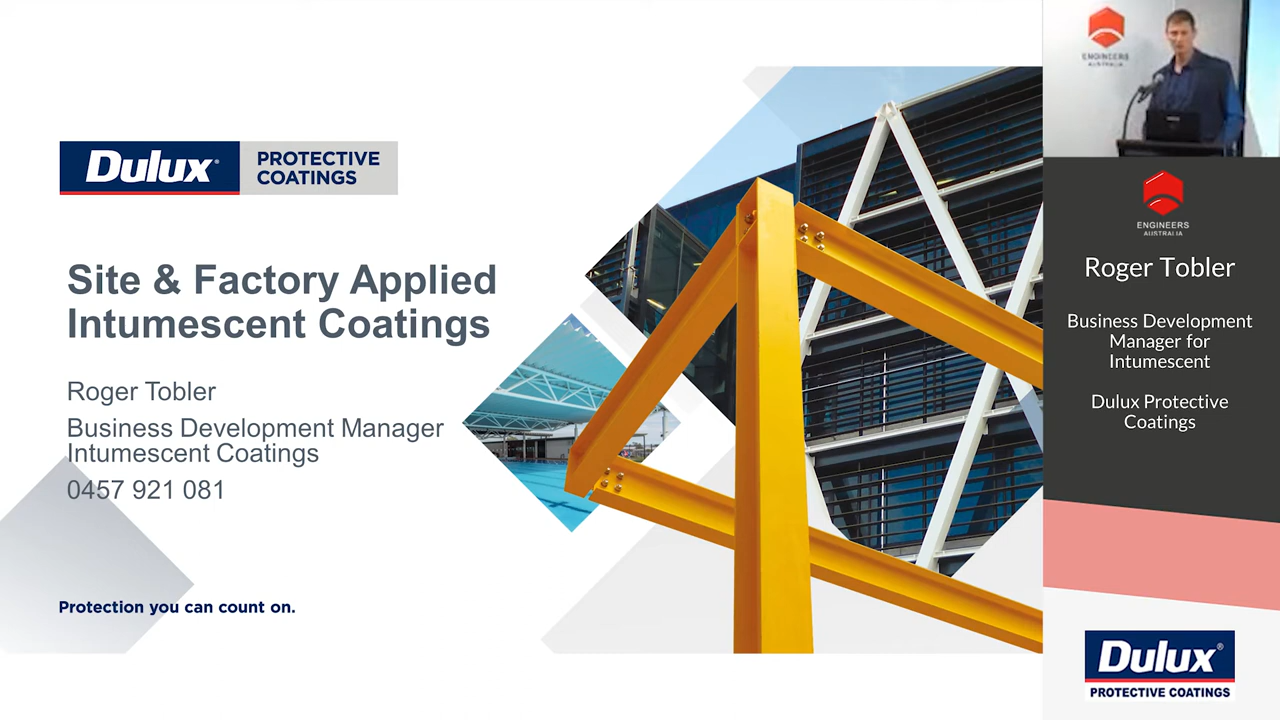 Dulux®
PROTECTIVE
COATINGS
Site & Factory Applied
Intumescent Coatings
Roger Tobler
Business Development Manager
Intumescent Coatings
0457 921 081
Protection you can count on.
ENGINEERS
AUSTRALIA
ENGINEERS
AUSTRALIA
Roger Tobler
Business Development
Manager for
Intumescent
Dulux Protective
Coatings
Dulux®
PROTECTIVE COATINGS